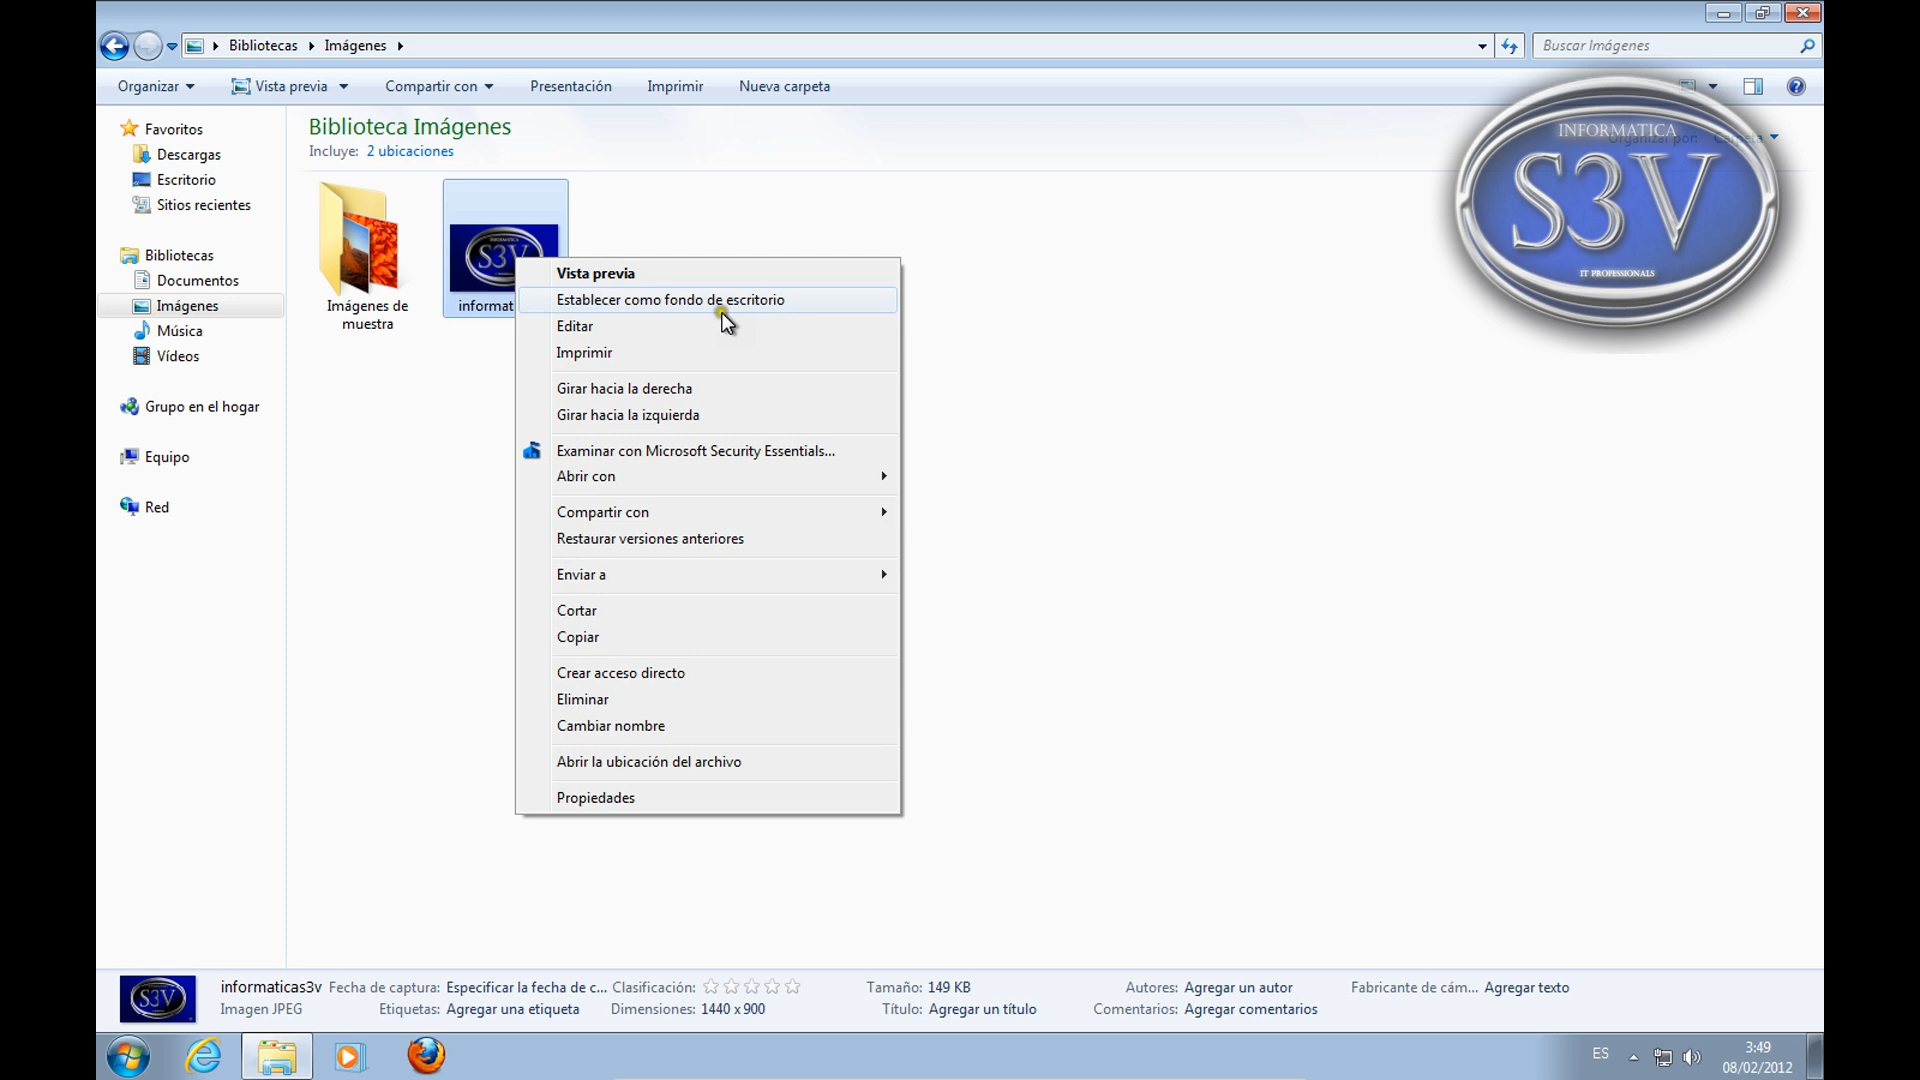 Bibliotecas ▸ Imágenes ▸
Buscar Imágenes
Organizar Vista previa Compartir con Presentación Imprimir Nueva carpeta
Favoritos
Descargas
Escritorio
Sitios recientes
Bibliotecas
Documentos
Imágenes
Música
Vídeos
Grupo en el hogar
Equipo
Red
Biblioteca Imágenes
Incluye: 2 ubicaciones
Organizar por: Carpeta
INFORMATICA
S3V
IT PROFESSIONALS
Imágenes de
muestra
INFORMATICA
S3V
informat
Vista previa
Establecer como fondo de escritorio
Editar
Imprimir
Girar hacia la derecha
Girar hacia la izquierda
Examinar con Microsoft Security Essentials...
Abrir con
Compartir con
Restaurar versiones anteriores
Enviar a
Cortar
Copiar
Crear acceso directo
Eliminar
Cambiar nombre
Abrir la ubicación del archivo
Propiedades
S3V
informaticas3v Fecha de captura: Especificar la fecha de c... Clasificación: Tamaño: 149 KB Autores: Agregar un autor Fabricante de cám... Agregar texto
Imagen JPEG Etiquetas: Agregar una etiqueta Dimensiones: 1440 x 900 Título: Agregar un título Comentarios: Agregar comentarios
ES
3:49
08/02/2012